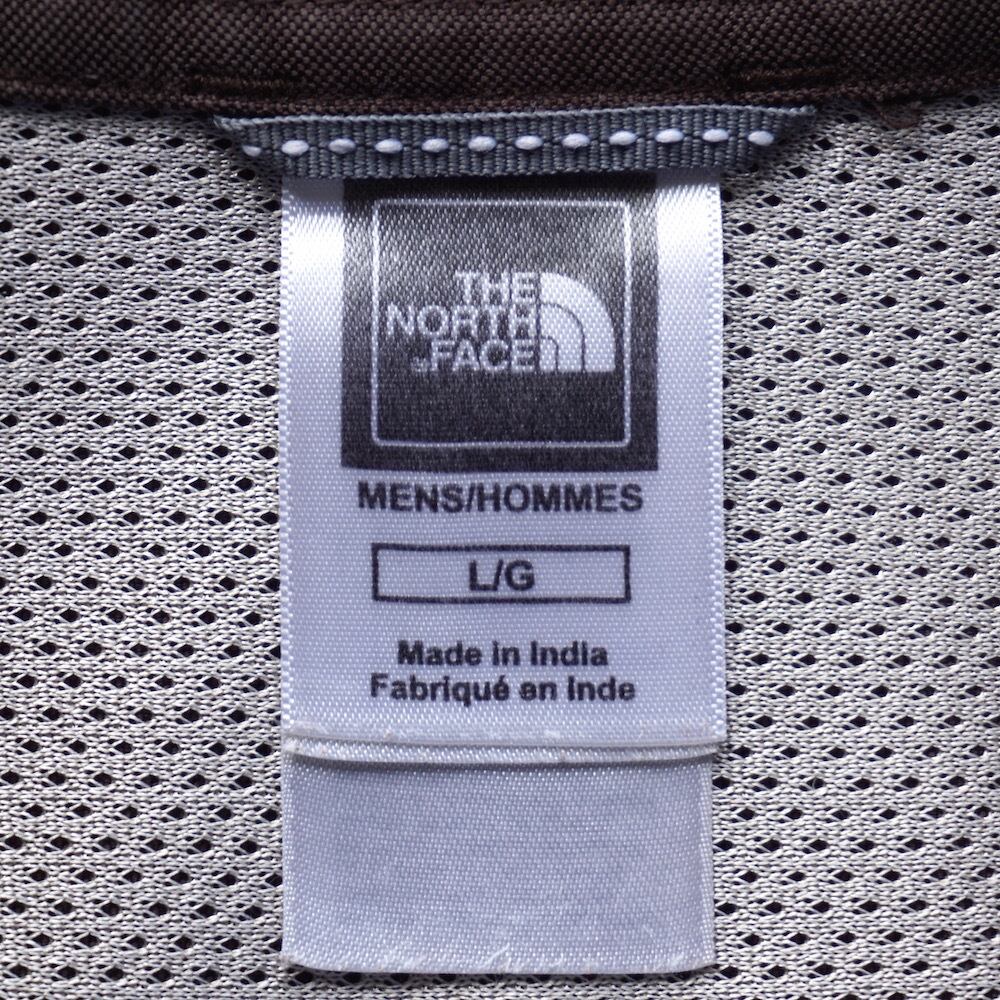 THE
NORTH
FACE
MENS/HOMMES
L/G
Made in India
Fabriqué en Inde